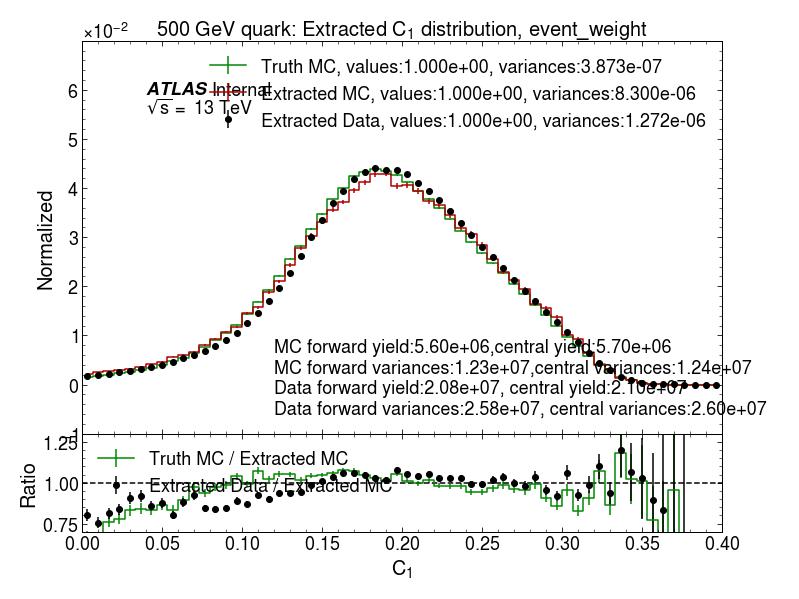 ×10⁻² 500 GeV quark: Extracted C₁ distribution, event_weight
Truth MC, values:1.000e+00, variances:3.873e-07
ATLAS Internal
Extracted MC, values:1.000e+00, variances:8.300e-06
√s = 13 TeV
Extracted Data, values:1.000e+00, variances:1.272e-06
6
5
4
3
2
1
0
Normalized
MC forward yield:5.60e+06,central yield:5.70e+06
MC forward variances:1.23e+07,central variances:1.24e+07
Data forward yield:2.08e+07, central yield:2.10e+07
Data forward variances:2.58e+07, central variances:2.60e+07
1.25
1.00
0.75
Ratio
Truth MC / Extracted MC
Extracted Data / Extracted MC
0.00 0.05 0.10 0.15 0.20 0.25 0.30 0.35 0.40
C₁